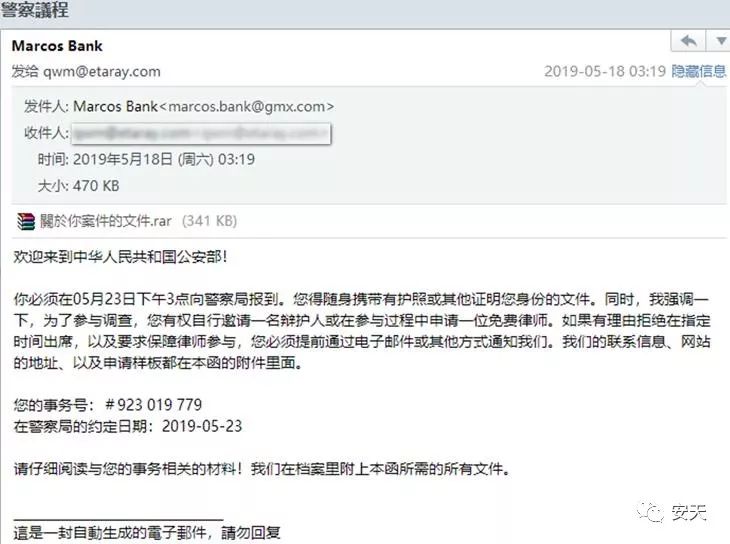 警察議程
Marcos Bank
发给 qwm@etaray.com 2019-05-18 03:19 隐藏信息
发件人: Marcos Bank<marcos.bank@gmx.com>
收件人:
时间: 2019年5月18日 (周六) 03:19
大小: 470 KB
關於你案件的文件.rar (341 KB)
欢迎来到中华人民共和国公安部！
你必须在05月23日下午3点向警察局报到。您得随身携带有护照或其他证明您身份的文件。同时，我强调一
下，为了参与调查，您有权自行邀请一名辩护人或在参与过程中申请一位免费律师。如果有理由拒绝在指定
时间出席，以及要求保障律师参与，您必须提前通过电子邮件或其他方式通知我们。我们的联系信息、网站
的地址、以及申请样板都在本函的附件里面。
您的事务号：＃923 019 779
在警察局的约定日期：2019-05-23
请仔细阅读与您的事务相关的材料！我们在档案里附上本函所需的所有文件。
這是一封自動生成的電子郵件，請勿回复
安天